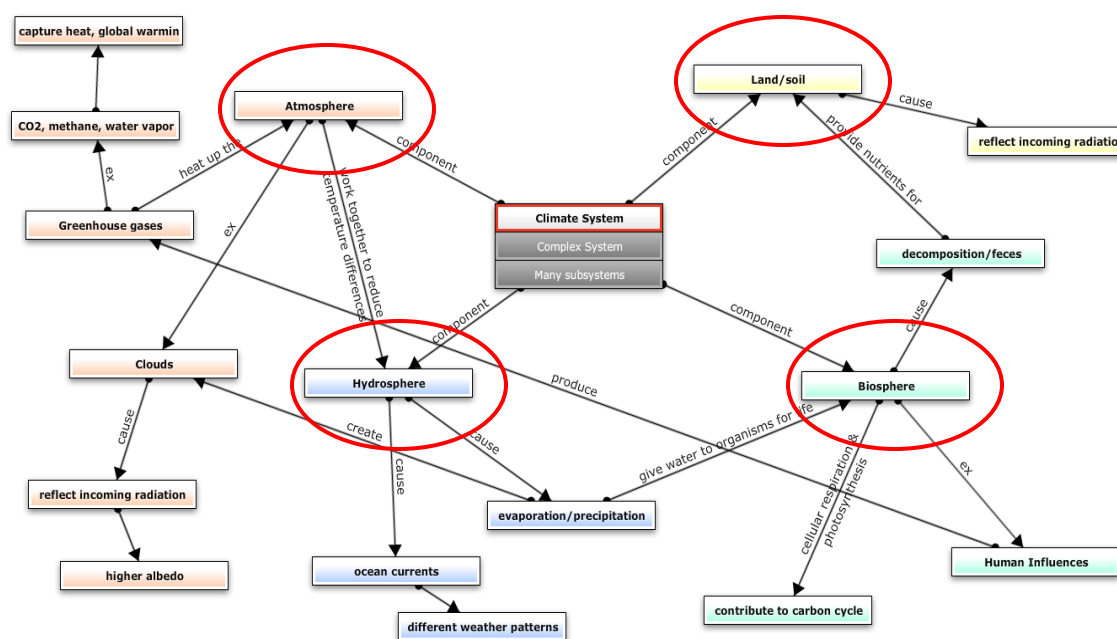 capture heat, global warmin
Land/soil
Atmosphere
cause
CO2, methane, water vapor
provide nutrients for
reflect incoming radiation
component
component
heat up the
ex
work together to reduce
temperature differences
Climate System
Greenhouse gases
ex
Complex System
decomposition/feces
Many subsystems
component
component
cause
Clouds
Hydrosphere
produce
Biosphere
create
cause
give water to organisms for life
cause
cause
cellular respiration &
photosynthesis
ex
reflect incoming radiation
evaporation/precipitation
higher albedo
ocean currents
Human Influences
different weather patterns
contribute to carbon cycle